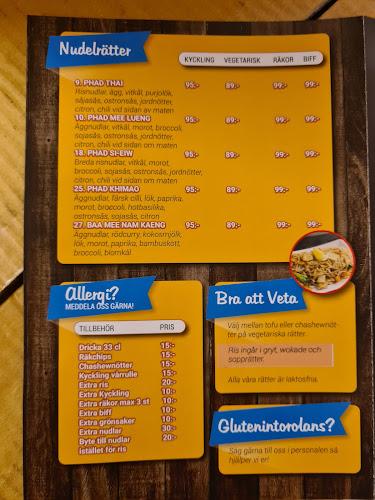 Nudelrätter
KYCKLING VEGETARISK RÄKOR BIFF
9. PHAD THAI 95:- 89:- 99:- 99:-
Risnudlar, ägg, vitkål, purjolök,
sojasås, ostronsås, jordnötter,
citron, chili vid sidan om maten
10. PHAD MEE LUENG 95:- 89:- 99:- 99:-
Äggnudlar, vitkål, morot, broccoli,
sojasås, ostronsås, jordnötter,
citron, chili vid sidan om maten
18. PHAD SI-EIW 95:- 89:- 99:- 99:-
Breda risnudlar, vitkål, morot,
broccoli, sojasås, ostronsås, jordnötter,
citron, chili vid sidan om maten
25. PHAD KHIMAO 95:- 89:- 99:- 99:-
Äggnudlar, färsk cilli, lök, paprika,
morot, broccoli, hotbasilika,
ostronsås, sojasås, citron
27. BAA MEE NAM KAENG 95:- 89:- 99:- 99:-
Äggnudlar, rödcurry, kokosmjölk,
lök, morot, paprika, bambuskott,
broccoli, blomkål
Allergi?
MEDDELA OSS GÄRNA!
TILLBEHÖR PRIS
Dricka 33 cl 15:-
Räkchips 15:-
Chashewnötter 15:-
Kyckling vårrulle 15:-
Extra ris 20:-
Extra Kyckling 10:-
Extra räkor max 3 st 10:-
Extra biff 10:-
Extra grönsaker 10:-
Extra nudlar 30:-
Byte till nudlar 20:-
istället för ris
Bra att Veta
Välj mellan tofu eller chashewnöt-
ter på vegetariska rätter.
Ris ingår i gryt, wokade och
sopprätter.
Alla våra rätter är laktosfria.
Glutenintorolans?
Säg gärna till oss i personalen så
hjälper vi er!